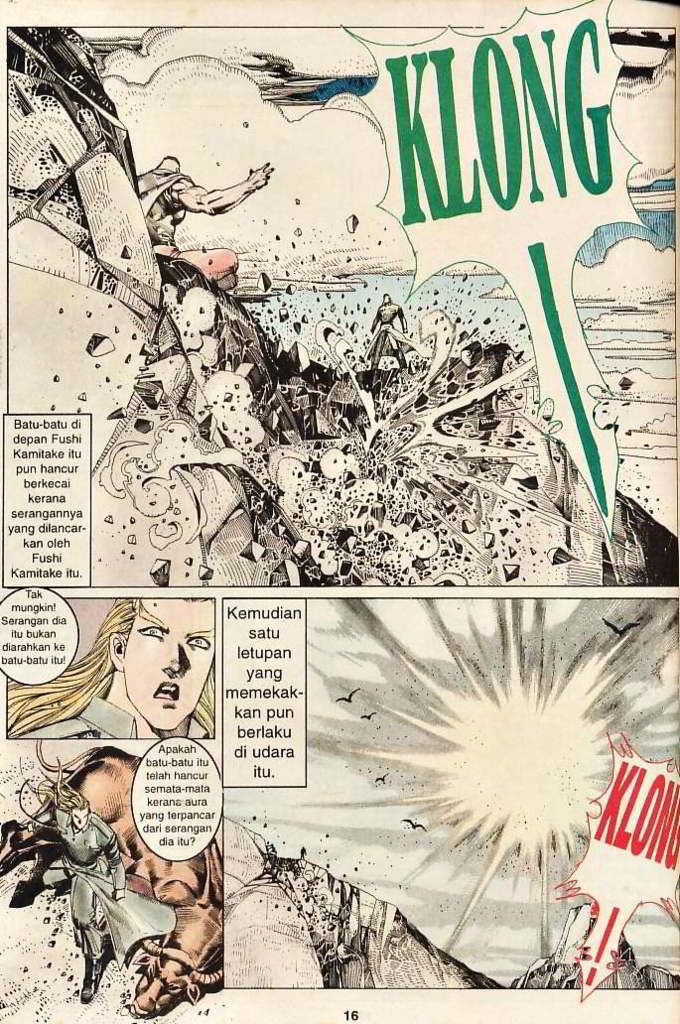 KLONG
!
Batu-batu di
depan Fushi
Kamitake itu
pun hancur
berkecai
kerana
serangannya
yang dilancar-
kan oleh
Fushi
Kamitake itu.
Tak
mungkin!
Serangan dia
itu bukan
diarahkan ke
batu-batu itu!
Kemudian
satu
letupan
yang
memekak-
kan pun
berlaku
di udara
itu.
Apakah
batu-batu itu
telah hancur
semata-mata
kerana aura
yang terpancar
dari serangan
dia itu?
KLONG
!
16